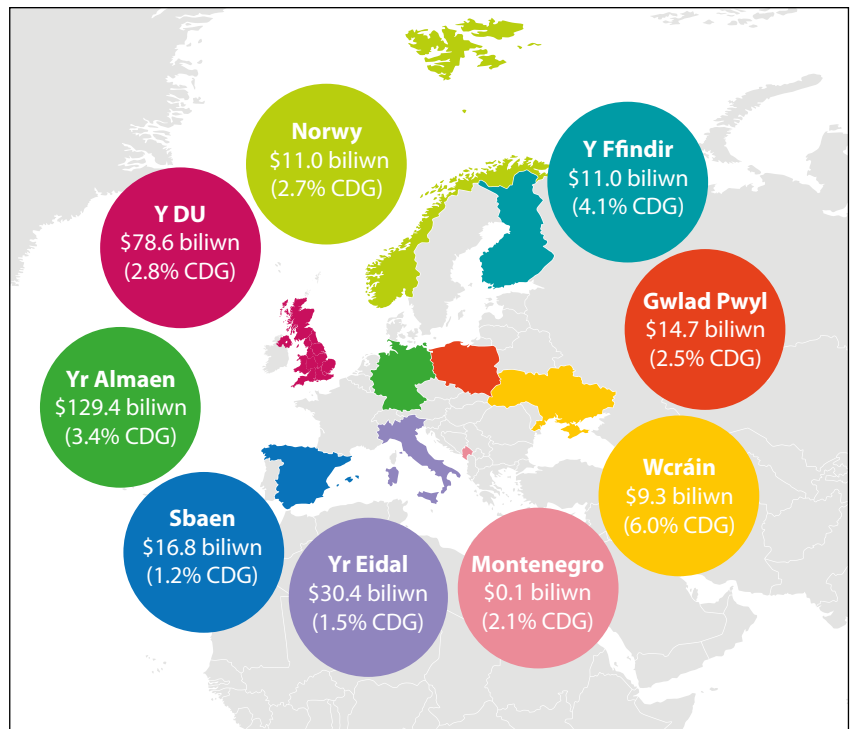 Norwy
$11.0 biliwn
(2.7% CDG)
Y Ffindir
$11.0 biliwn
(4.1% CDG)
Y DU
$78.6 biliwn
(2.8% CDG)
Gwlad Pwyl
$14.7 biliwn
(2.5% CDG)
Yr Almaen
$129.4 biliwn
(3.4% CDG)
Wcráin
$9.3 biliwn
(6.0% CDG)
Sbaen
$16.8 biliwn
(1.2% CDG)
Yr Eidal
$30.4 biliwn
(1.5% CDG)
Montenegro
$0.1 biliwn
(2.1% CDG)